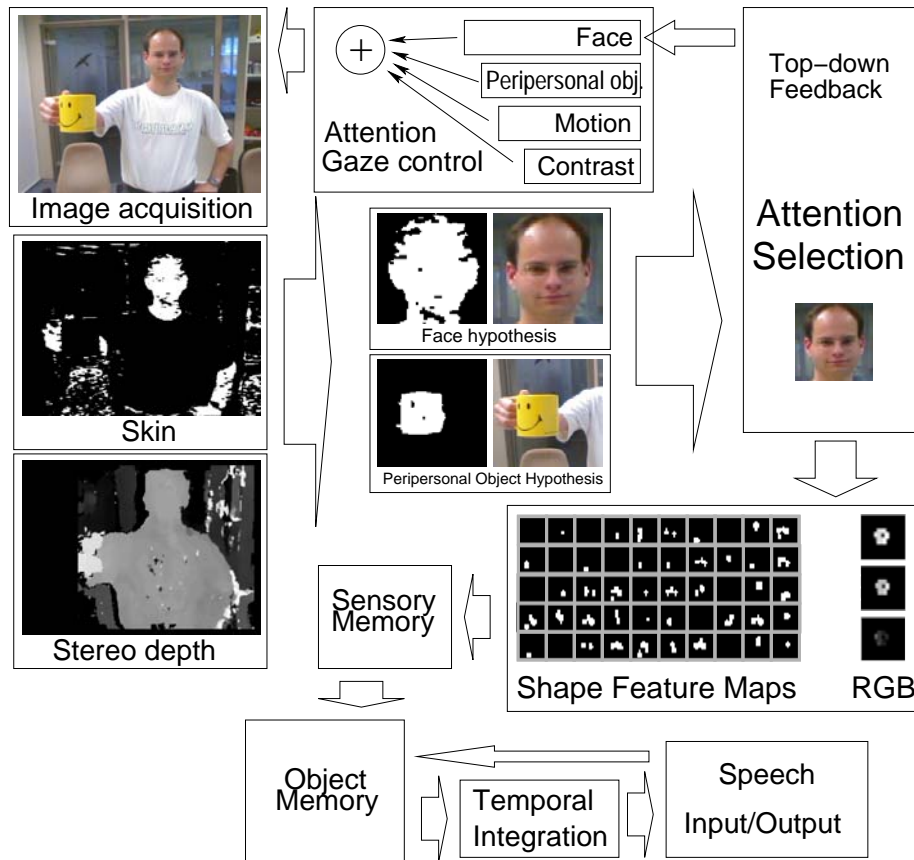 Face
Peripersonal obj.
Motion
Contrast
Attention
Gaze control
Image acquisition
Top−down
Feedback
Attention
Selection
Skin
Face hypothesis
Peripersonal Object Hypothesis
Stereo depth
Shape Feature Maps
RGB
Sensory
Memory
Object
Memory
Temporal
Integration
Speech
Input/Output